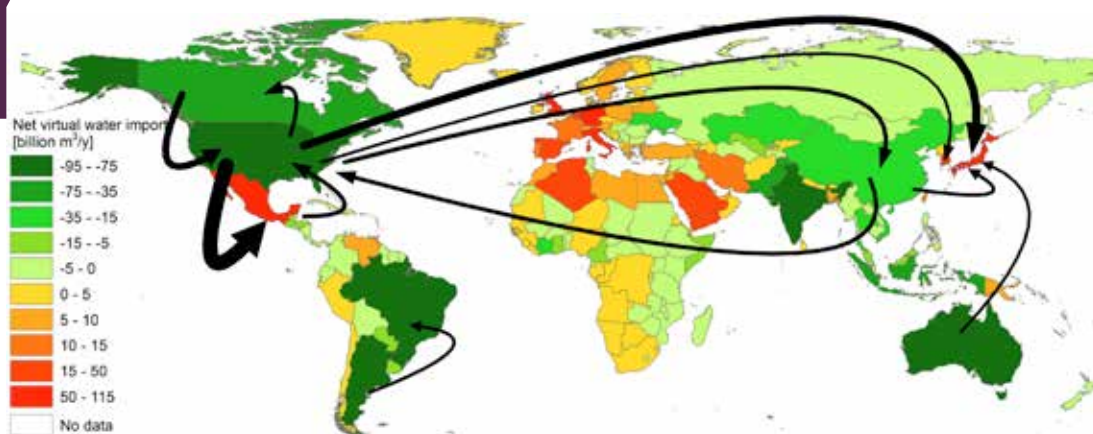 Net virtual water import
[billion m³/y]
-95 - -75
-75 - -35
-35 - -15
-15 - -5
-5 - 0
0 - 5
5 - 10
10 - 15
15 - 50
50 - 115
No data